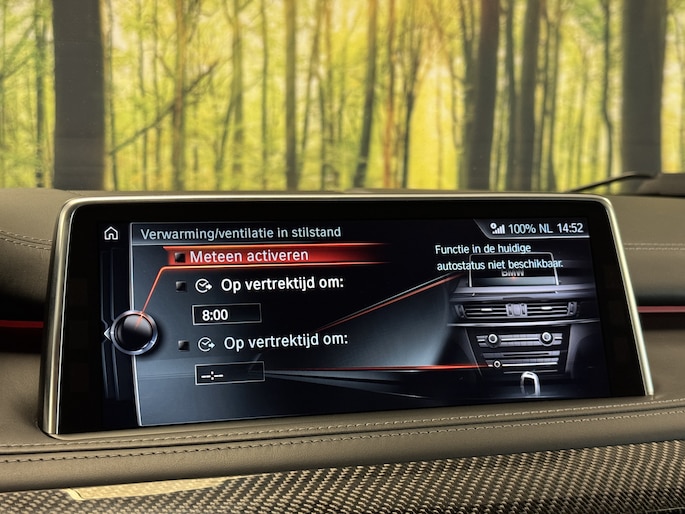 Verwarming/ventilatie in stilstand
100% NL 14:52
Meteen activeren
Functie in de huidige
autostatus niet beschikbaar.
BMW
Op vertrektijd om:
8:00
Op vertrektijd om:
--:--